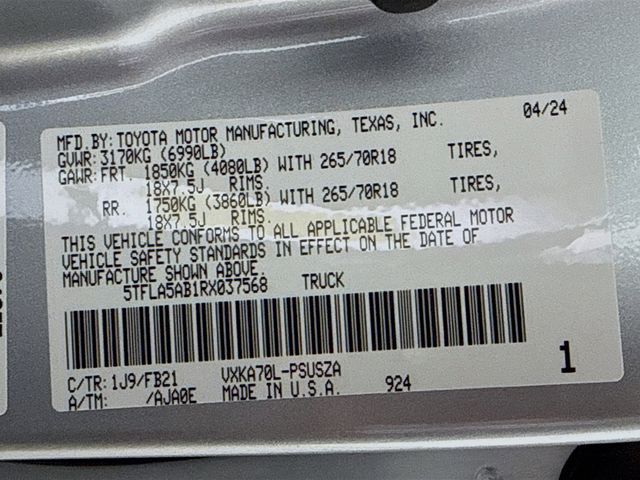 MFD.BY: TOYOTA MOTOR MANUFACTURING, TEXAS, INC. 04/24
GVWR: 3170KG (6990LB)
GAWR: FRT. 1850KG (4080LB) WITH 265/70R18 TIRES,
18X7.5J RIMS.
RR. 1750KG (3860LB) WITH 265/70R18 TIRES,
18X7.5J RIMS.
THIS VEHICLE CONFORMS TO ALL APPLICABLE FEDERAL MOTOR
VEHICLE SAFETY STANDARDS IN EFFECT ON THE DATE OF
MANUFACTURE SHOWN ABOVE.
5TFLA5AB1RX037568 TRUCK
C/TR: 1J9/FB21 VXKA70L-PSUSZA
A/TM: /AJA0E MADE IN U.S.A. 924
1